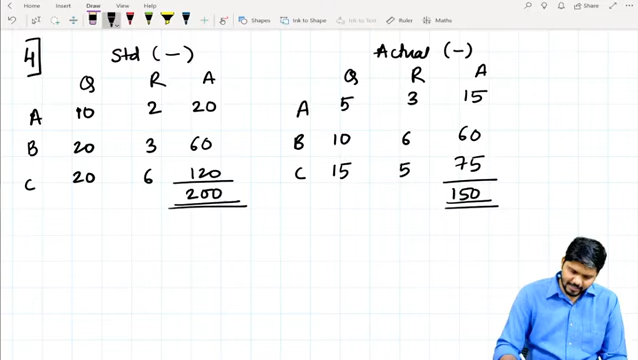 File Home Insert Draw View Help Share
Shapes Ink to Shape Ink to Text Ruler Maths
4] Std (—) Actual (—)
Q R A Q R A
A 10 2 20 A 5 3 15
B 20 3 60 B 10 6 60
C 20 6 120 C 15 5 75
200 150